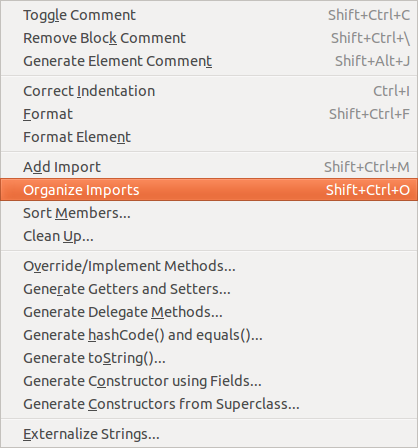 Toggle Comment Shift+Ctrl+C
Remove Block Comment Shift+Ctrl+\
Generate Element Comment Shift+Alt+J
Correct Indentation Ctrl+I
Format Shift+Ctrl+F
Format Element
Add Import Shift+Ctrl+M
Organize Imports Shift+Ctrl+O
Sort Members...
Clean Up...
Override/Implement Methods...
Generate Getters and Setters...
Generate Delegate Methods...
Generate hashCode() and equals()...
Generate toString()...
Generate Constructor using Fields...
Generate Constructors from Superclass...
Externalize Strings...